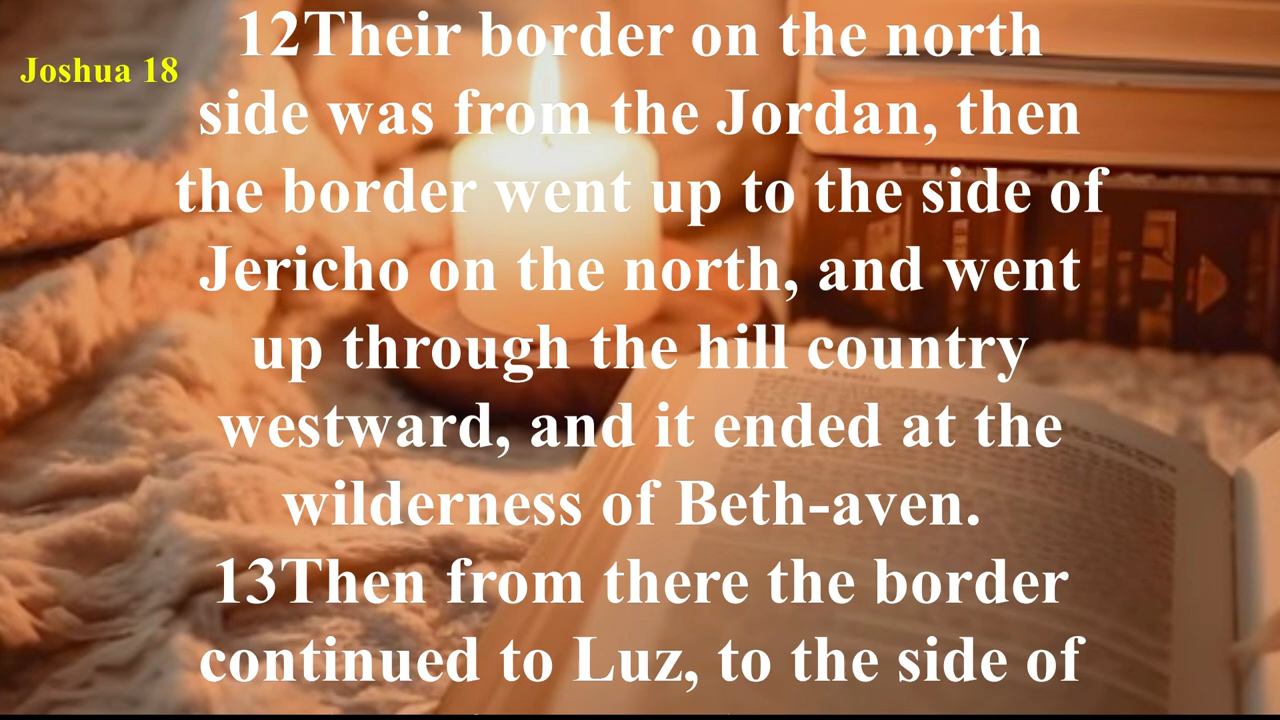 Joshua 18
12Their border on the north
side was from the Jordan, then
the border went up to the side of
Jericho on the north, and went
up through the hill country
westward, and it ended at the
wilderness of Beth-aven.
13Then from there the border
continued to Luz, to the side of